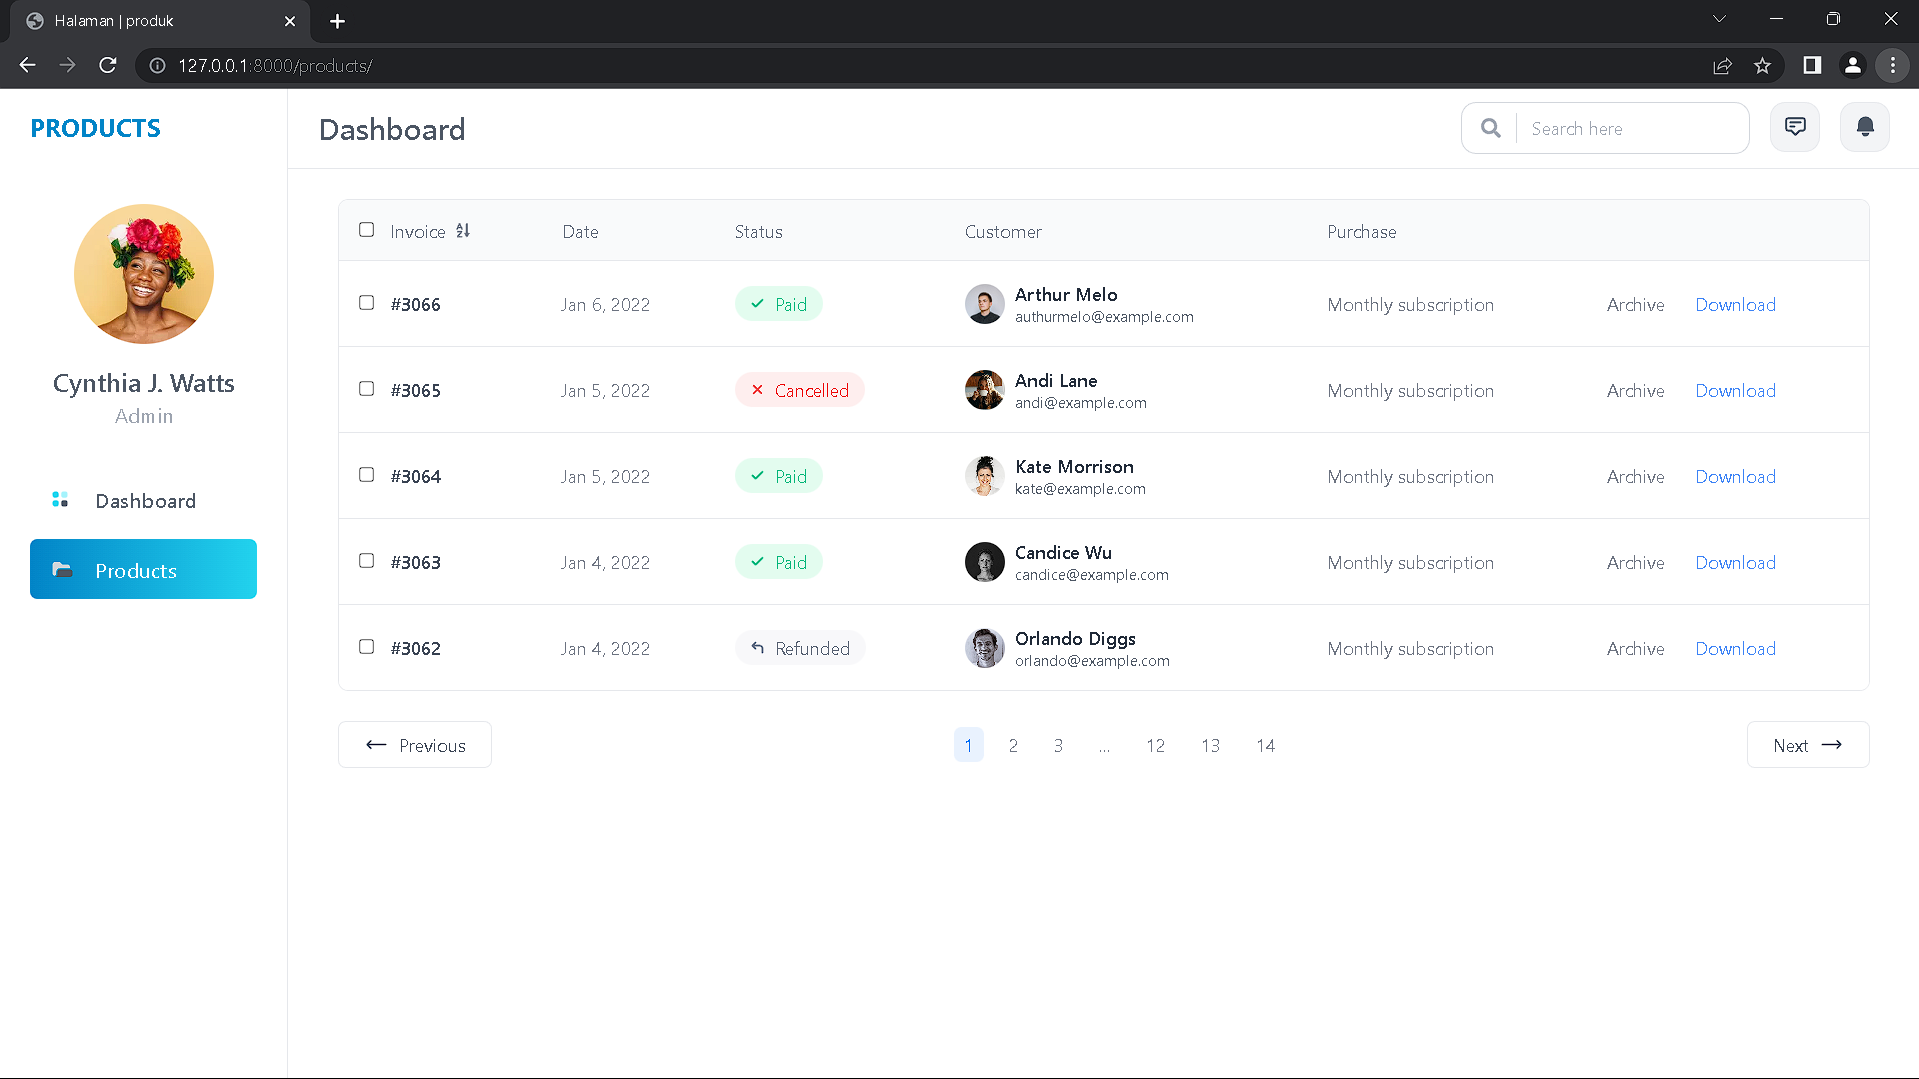 Halaman | produk
127.0.0.1:8000/products/
PRODUCTS
Dashboard
Search here
Cynthia J. Watts
Admin
Dashboard
Products
Invoice Date Status Customer Purchase
#3066 Jan 6, 2022 Paid Arthur Melo Monthly subscription Archive Download
authurmelo@example.com
#3065 Jan 5, 2022 Cancelled Andi Lane Monthly subscription Archive Download
andi@example.com
#3064 Jan 5, 2022 Paid Kate Morrison Monthly subscription Archive Download
kate@example.com
#3063 Jan 4, 2022 Paid Candice Wu Monthly subscription Archive Download
candice@example.com
#3062 Jan 4, 2022 Refunded Orlando Diggs Monthly subscription Archive Download
orlando@example.com
Previous 1 2 3 ... 12 13 14 Next